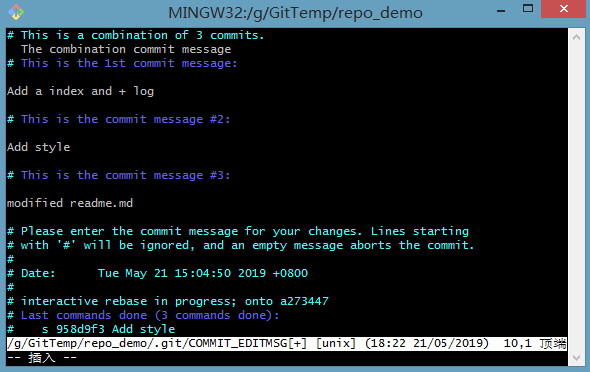 MINGW32:/g/GitTemp/repo_demo
# This is a combination of 3 commits.
  The combination commit message
# This is the 1st commit message:
Add a index and + log
# This is the commit message #2:
Add style
# This is the commit message #3:
modified readme.md
# Please enter the commit message for your changes. Lines starting
# with '#' will be ignored, and an empty message aborts the commit.
#
# Date:      Tue May 21 15:04:50 2019 +0800
#
# interactive rebase in progress; onto a273447
# Last commands done (3 commands done):
#    s 958d9f3 Add style
/g/GitTemp/repo_demo/.git/COMMIT_EDITMSG[+] [unix] (18:22 21/05/2019)  10,1 顶端
-- 插入 --